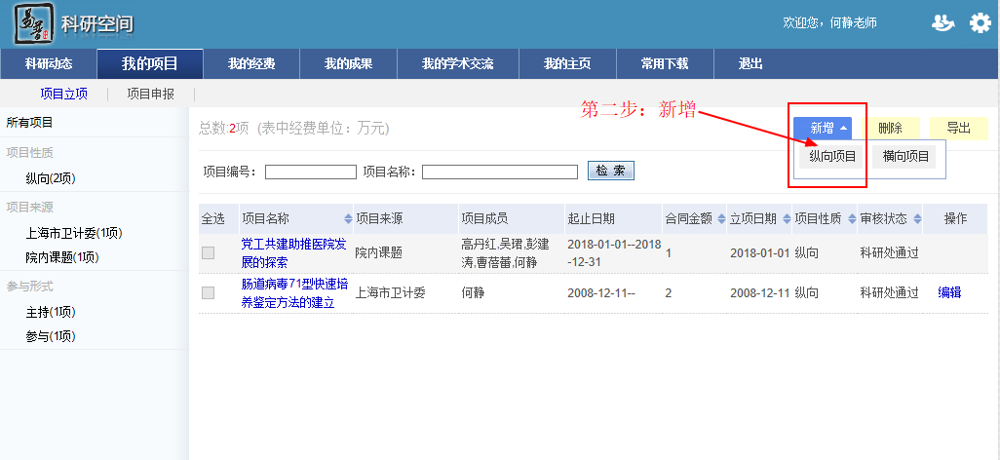 易普 科研空间
欢迎您，何静老师
科研动态 我的项目 我的经费 我的成果 我的学术交流 我的主页 常用下载 退出
项目立项 项目申报
所有项目
项目性质
纵向(2项)
项目来源
上海市卫计委(1项)
院内课题(1项)
参与形式
主持(1项)
参与(1项)
总数:2项 (表中经费单位：万元)
第二步：新增
新增 删除 导出
纵向项目 横向项目
项目编号： 项目名称： 检 索
全选 项目名称 项目来源 项目成员 起止日期 合同金额 立项日期 项目性质 审核状态 操作
党工共建助推医院发 高丹红,吴珺,彭建 2018-01-01--2018
展的探索 院内课题 涛,曹蓓蕾,何静 -12-31 1 2018-01-01 纵向 科研处通过
肠道病毒71型快速培
养鉴定方法的建立 上海市卫计委 何静 2008-12-11-- 2 2008-12-11 纵向 科研处通过 编辑